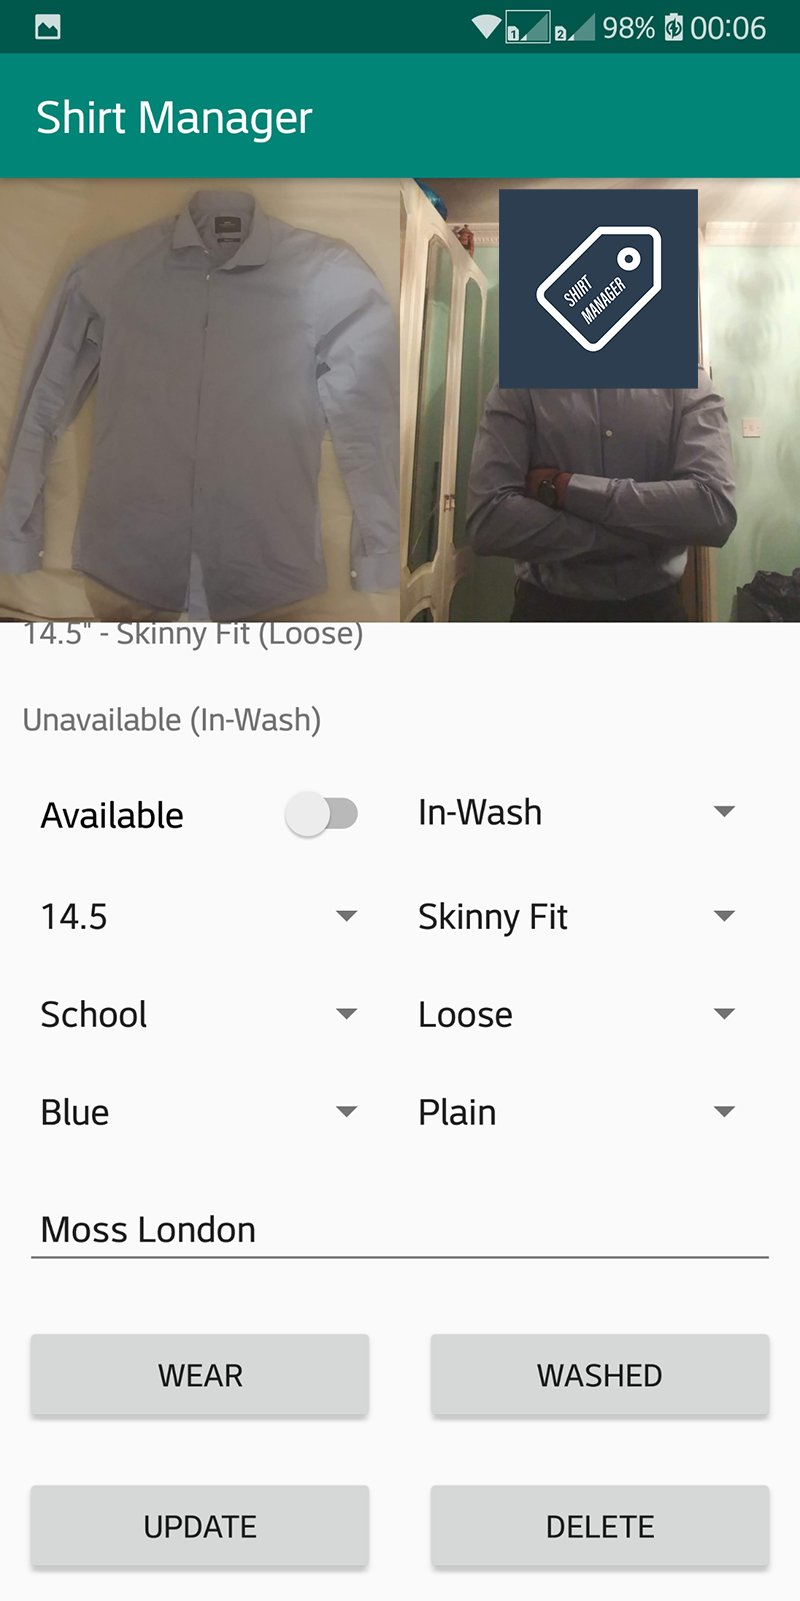 98% 00:06
Shirt Manager
SHIRT
MANAGER
14.5" - Skinny Fit (Loose)
Unavailable (In-Wash)
Available In-Wash
14.5 Skinny Fit
School Loose
Blue Plain
Moss London
WEAR WASHED
UPDATE DELETE